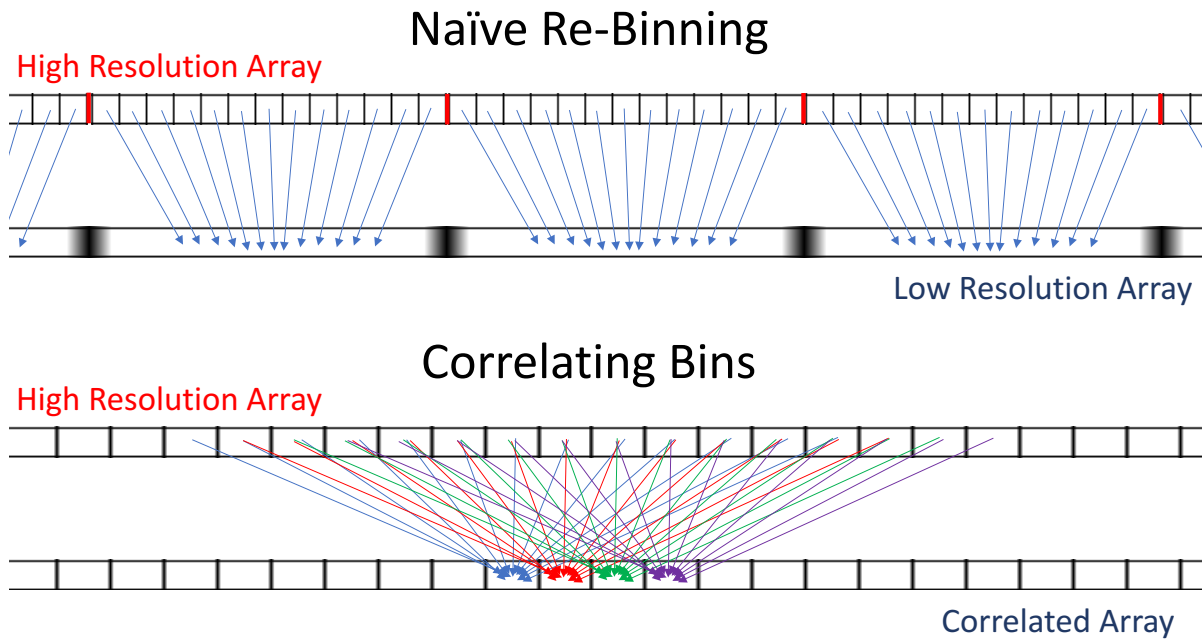 Naïve Re-Binning
High Resolution Array
Low Resolution Array
Correlating Bins
High Resolution Array
Correlated Array